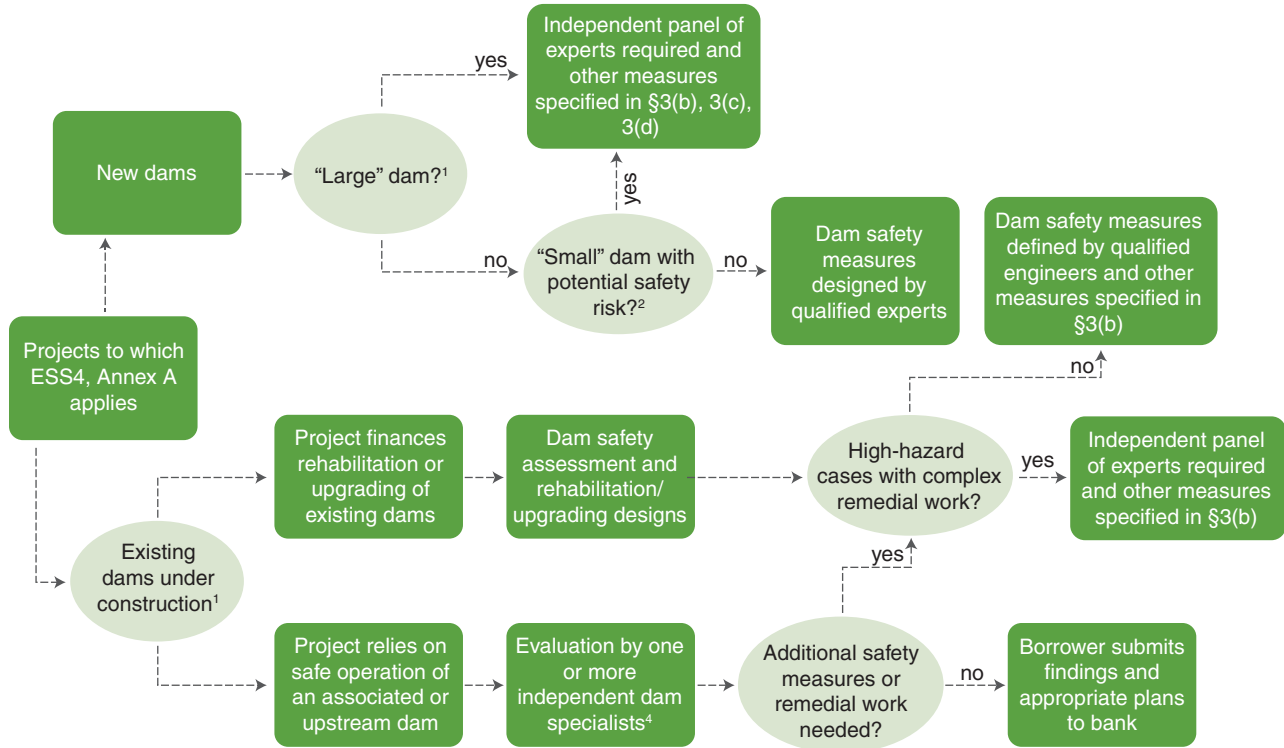 Independent panel of
experts required and
other measures
specified in §3(b), 3(c),
3(d)
yes
New dams
“Large” dam?1
yes
no
“Small” dam with
potential safety
risk?2
no
Dam safety
measures
designed by
qualified experts
Dam safety measures
defined by qualified
engineers and other
measures specified in
§3(b)
Projects to which
ESS4, Annex A
applies
no
Project finances
rehabilitation or
upgrading of
existing dams
Dam safety
assessment and
rehabilitation/
upgrading designs
High-hazard
cases with complex
remedial work?
yes
Independent panel
of experts required
and other measures
specified in §3(b)
Existing
dams under
construction1
yes
Project relies on
safe operation of
an associated or
upstream dam
Evaluation by one
or more
independent dam
specialists4
Additional safety
measures or
remedial work
needed?
no
Borrower submits
findings and
appropriate plans
to bank